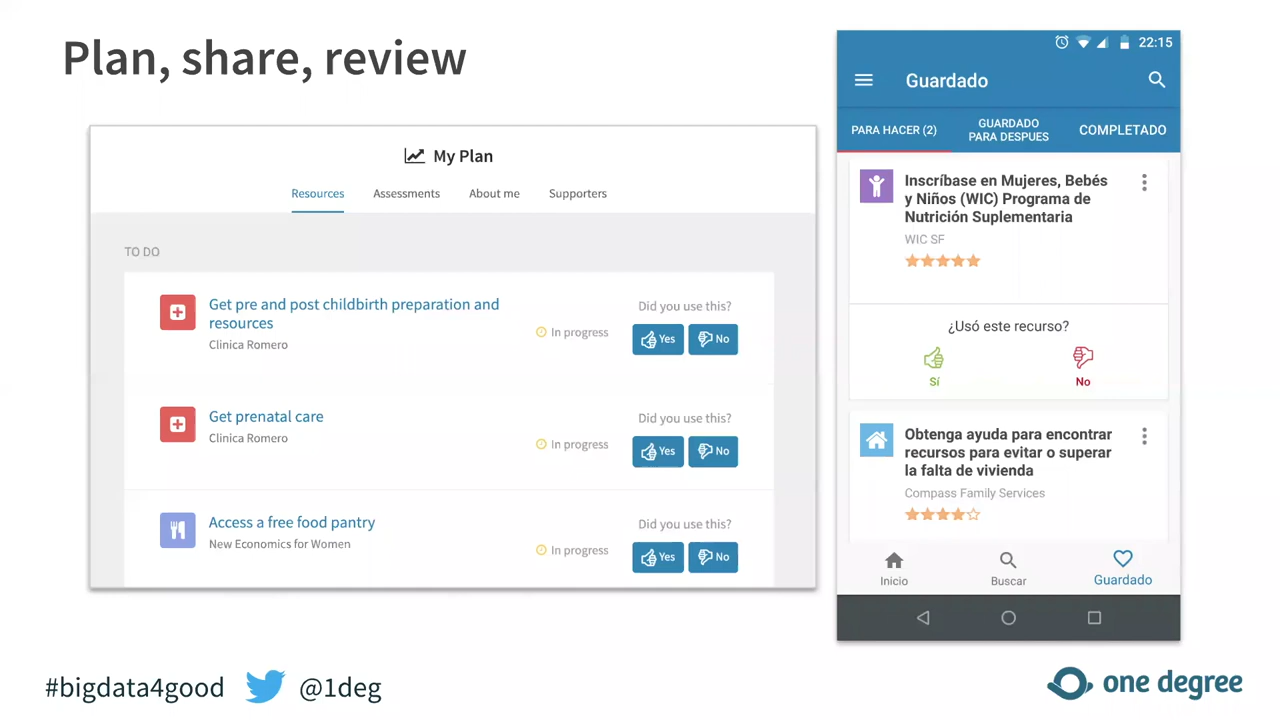 Plan, share, review
My Plan
Resources Assessments About me Supporters
TO DO
Get pre and post childbirth preparation and
resources
Clinica Romero
In progress
Did you use this?
Yes No
Get prenatal care
Clinica Romero
In progress
Did you use this?
Yes No
Access a free food pantry
New Economics for Women
In progress
Did you use this?
Yes No
22:15
Guardado
PARA HACER (2)
GUARDADO
PARA DESPUES
COMPLETADO
Inscríbase en Mujeres, Bebés
y Niños (WIC) Programa de
Nutrición Suplementaria
WIC SF
¿Usó este recurso?
Sí No
Obtenga ayuda para encontrar
recursos para evitar o superar
la falta de vivienda
Compass Family Services
Inicio Buscar Guardado
#bigdata4good @1deg
one degree